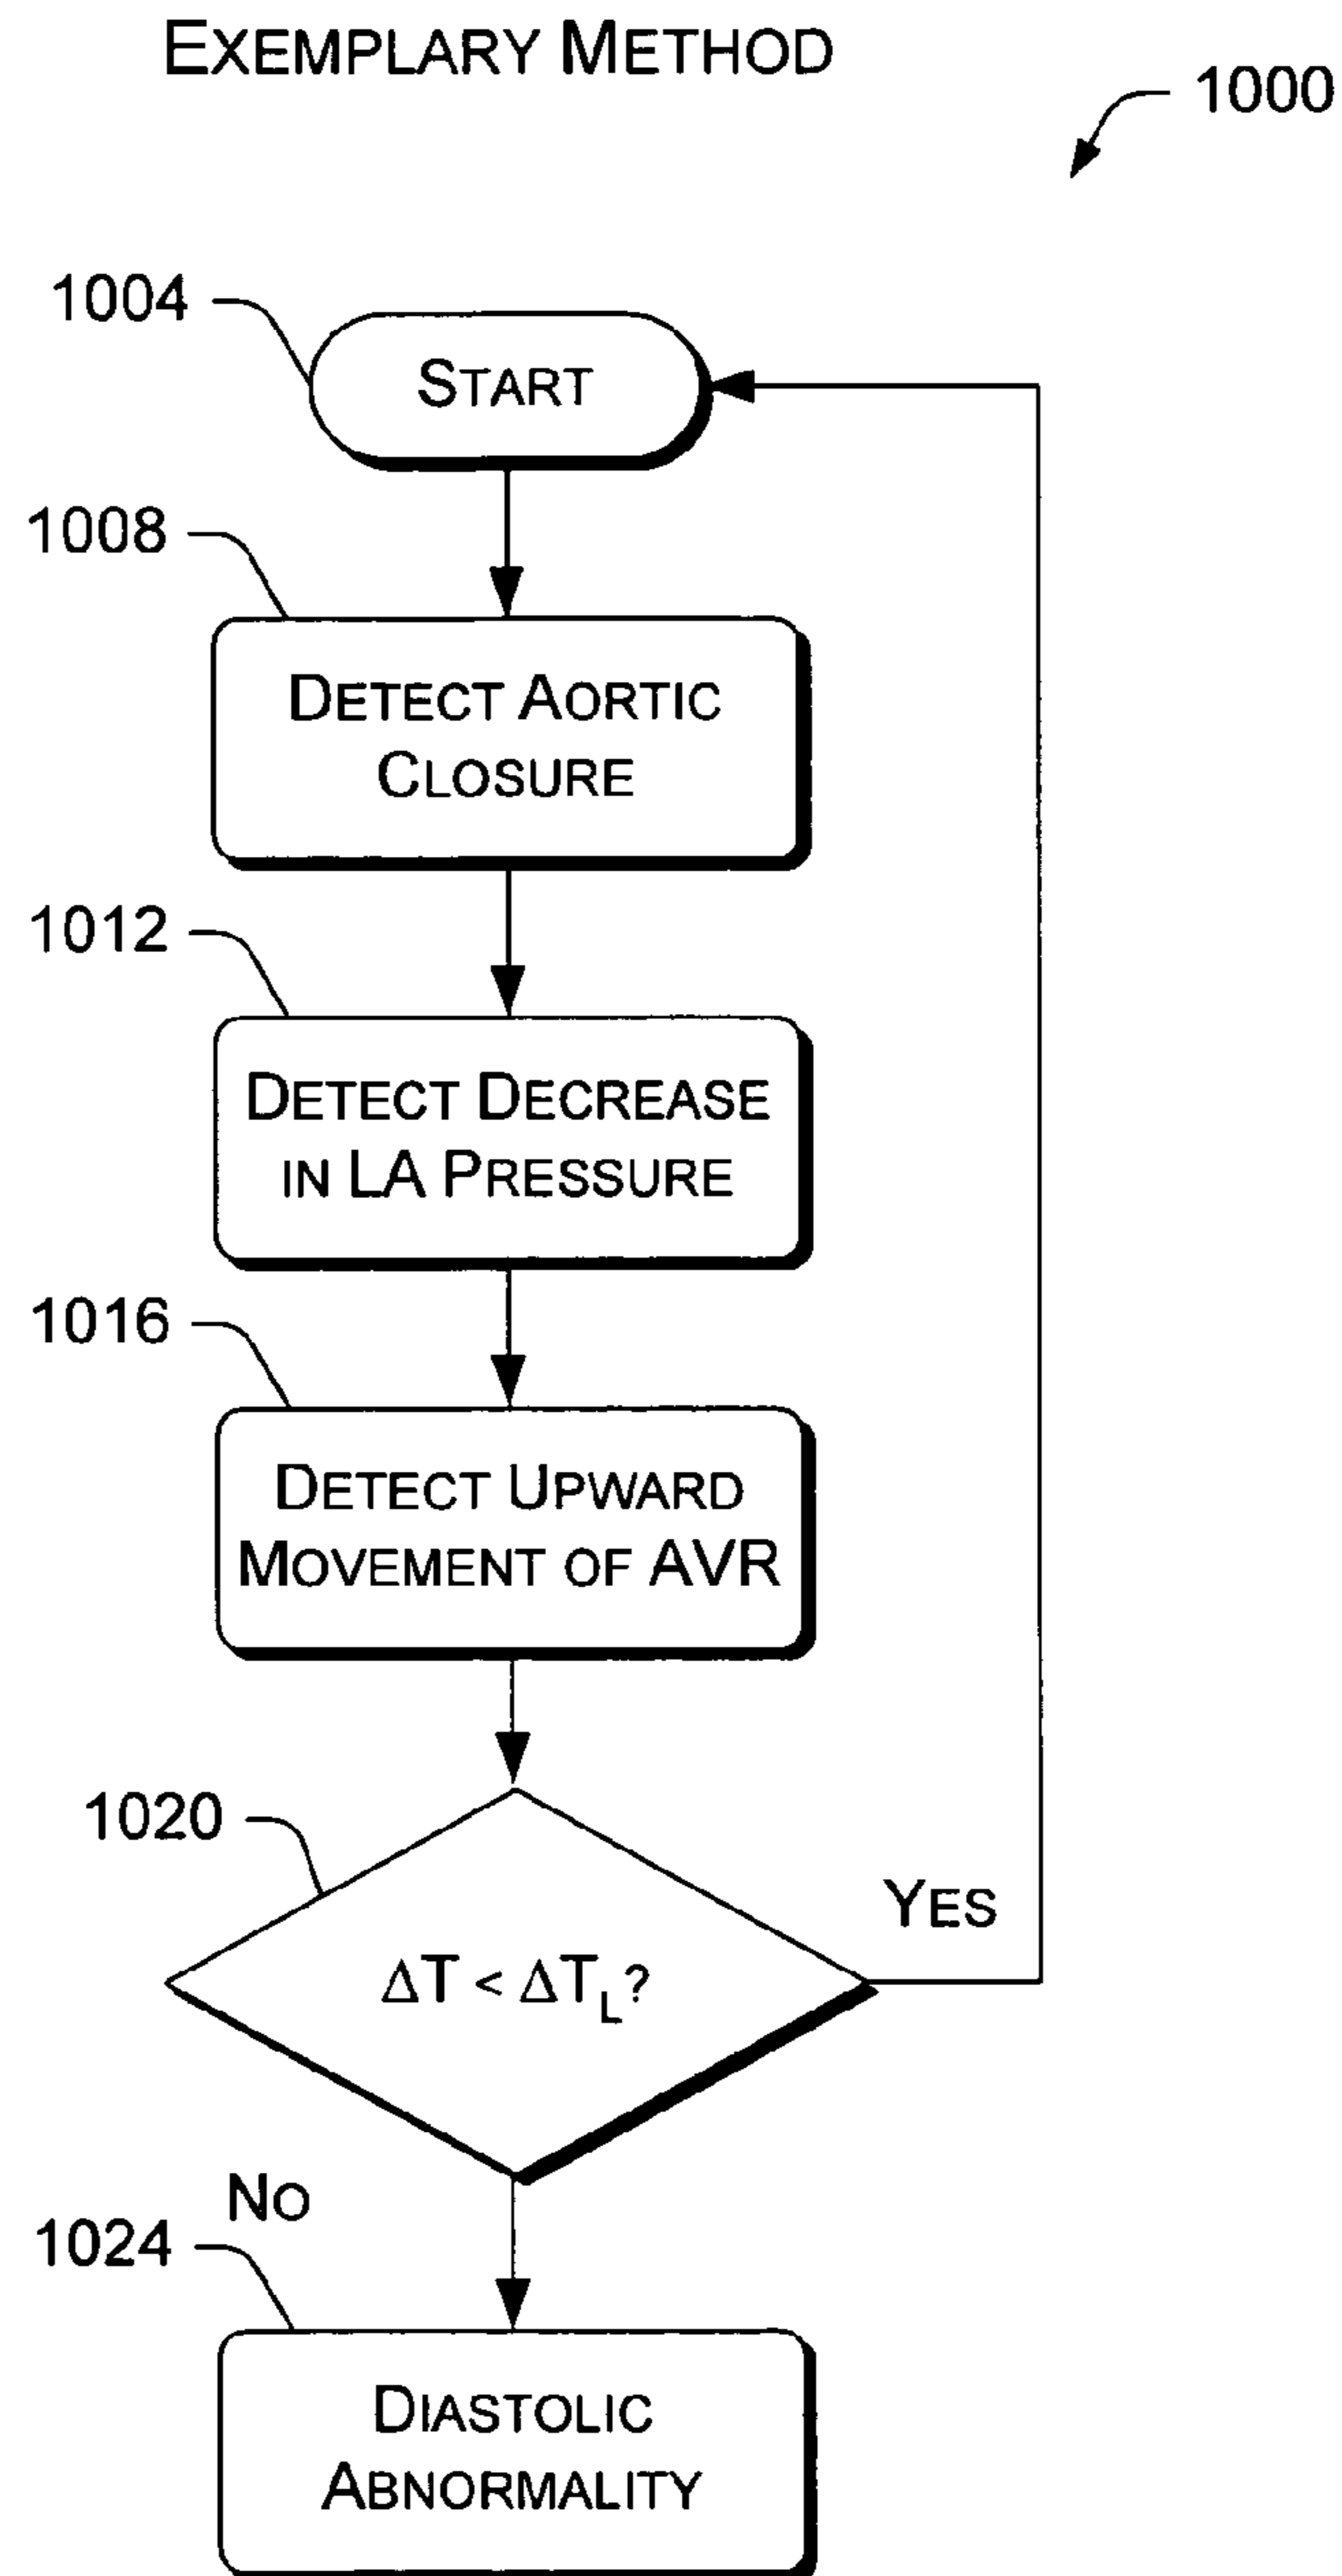 EXEMPLARY METHOD
1000
1004
START
1008
DETECT AORTIC
CLOSURE
1012
DETECT DECREASE
IN LA PRESSURE
1016
DETECT UPWARD
MOVEMENT OF AVR
1020
ΔT < ΔTL?
YES
NO
1024
DIASTOLIC
ABNORMALITY